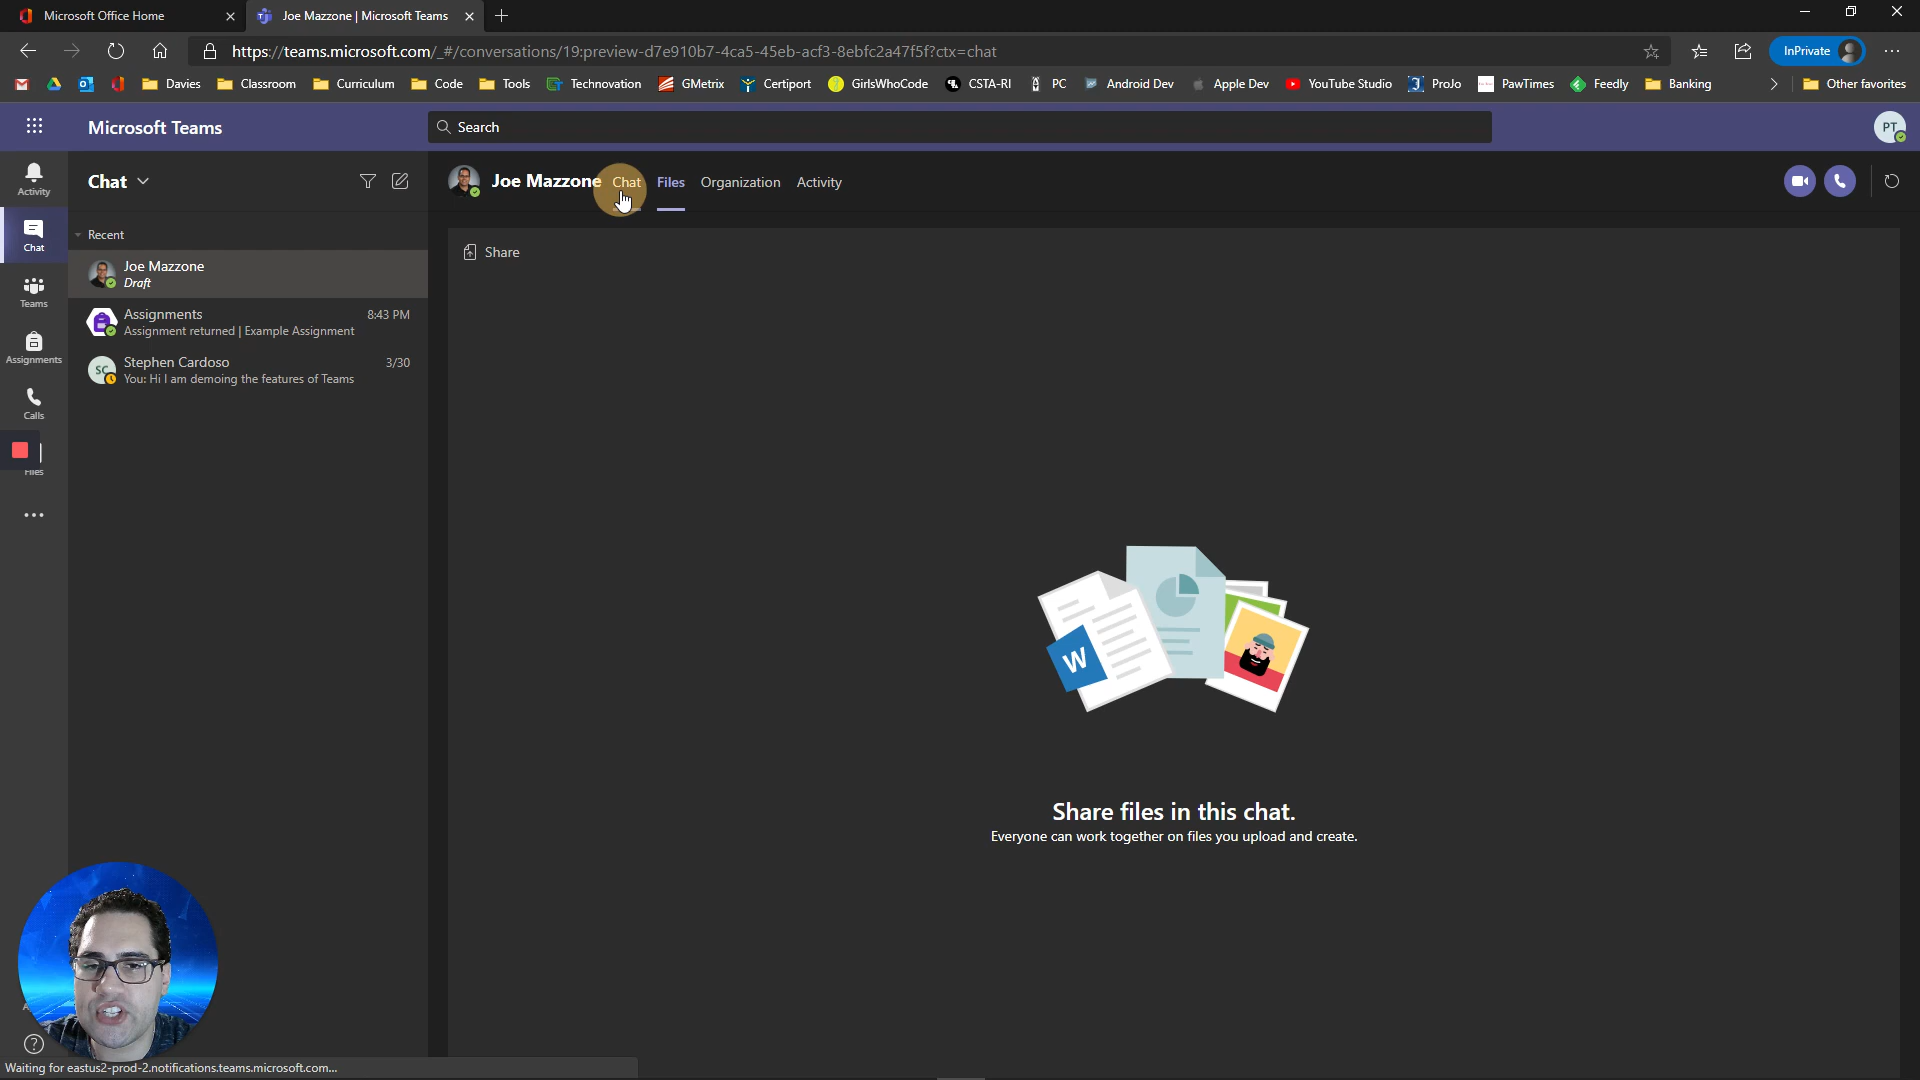 Microsoft Office Home
Joe Mazzone | Microsoft Teams
https://teams.microsoft.com/_#/conversations/19:preview-d7e910b7-4ca5-45eb-acf3-8ebfc2a47f5f?ctx=chat
InPrivate
Davies
Classroom
Curriculum
Code
Tools
Technovation
GMetrix
Certiport
GirlsWhoCode
CSTA-RI
PC
Android Dev
Apple Dev
YouTube Studio
ProJo
PawTimes
Feedly
Banking
Other favorites
Microsoft Teams
Search
PT
Activity
Chat
Teams
Assignments
Calls
Files
Chat
Recent
Joe Mazzone
Draft
Assignments 8:43 PM
Assignment returned | Example Assignment
SC
Stephen Cardoso 3/30
You: Hi I am demoing the features of Teams
Joe Mazzone Chat Files Organization Activity
Share
W
Share files in this chat.
Everyone can work together on files you upload and create.
Waiting for eastus2-prod-2.notifications.teams.microsoft.com...